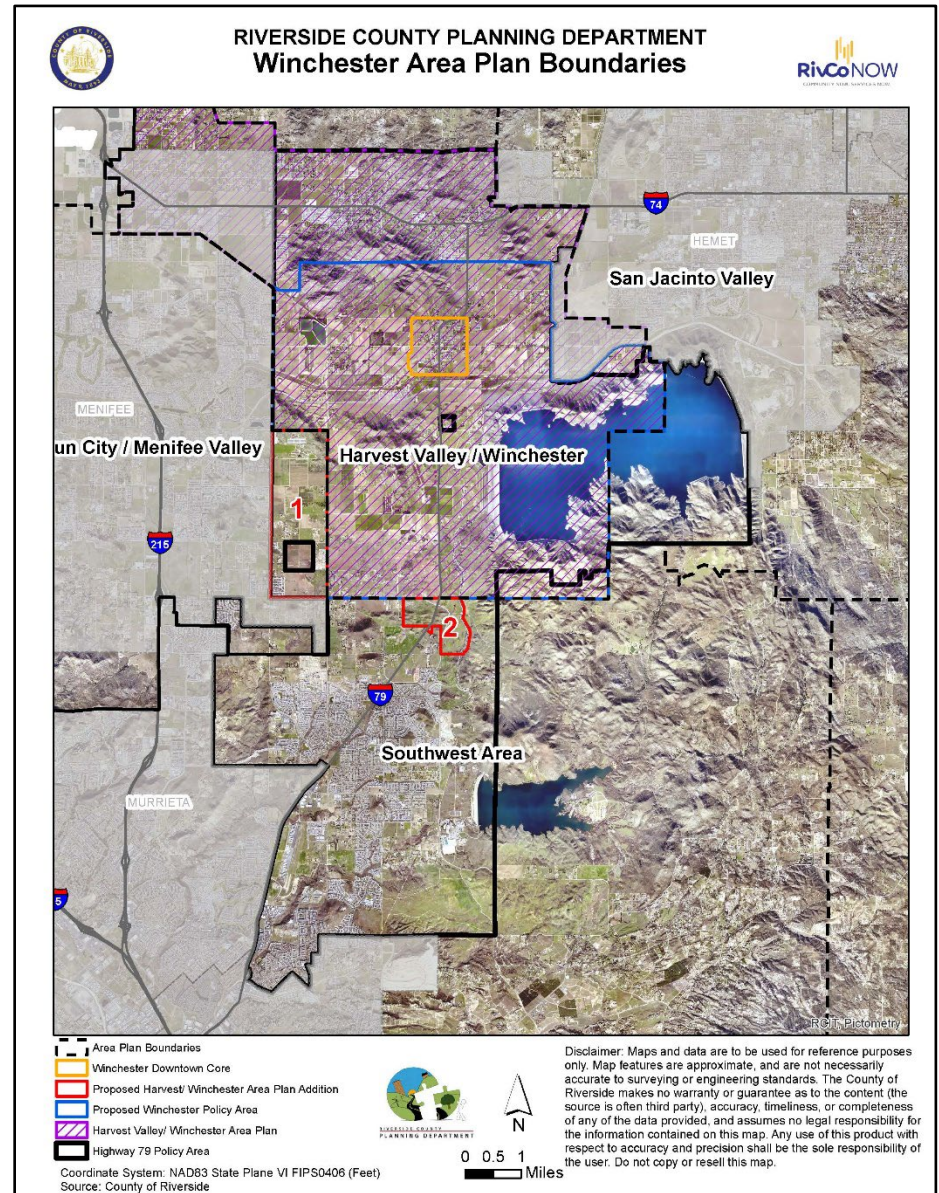 RIVERSIDE COUNTY PLANNING DEPARTMENT
Winchester Area Plan Boundaries
COUNTY OF RIVERSIDE
RivCoNOW
74
HEMET
San Jacinto Valley
MENIFEE
un City / Menifee Valley
Harvest Valley / Winchester
1
215
2
79
Southwest Area
MURRIETA
5
RCIT, Pictometry
Area Plan Boundaries
Winchester Downtown Core
Proposed Harvest/ Winchester Area Plan Addition
Proposed Winchester Policy Area
Harvest Valley/ Winchester Area Plan
Highway 79 Policy Area
Coordinate System: NAD83 State Plane VI FIPS0406 (Feet)
Source: County of Riverside
RIVERSIDE COUNTY
PLANNING DEPARTMENT
N
0 0.5 1
Miles
Disclaimer: Maps and data are to be used for reference purposes
only. Map features are approximate, and are not necessarily
accurate to surveying or engineering standards. The County of
Riverside makes no warranty or guarantee as to the content (the
source is often third party), accuracy, timeliness, or completeness
of any of the data provided, and assumes no legal responsibility for
the information contained on this map. Any use of this product with
respect to accuracy and precision shall be the sole responsibility of
the user. Do not copy or resell this map.